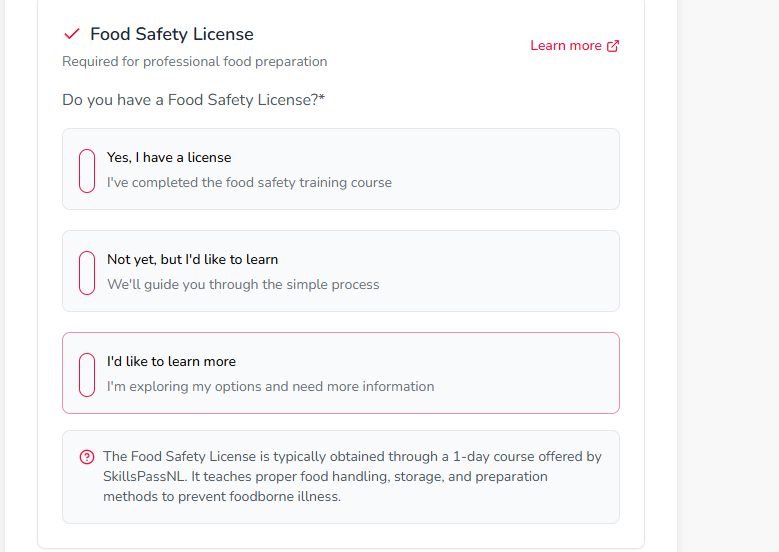 Food Safety License
Learn more
Required for professional food preparation
Do you have a Food Safety License?*
Yes, I have a license
I've completed the food safety training course
Not yet, but I'd like to learn
We'll guide you through the simple process
I'd like to learn more
I'm exploring my options and need more information
The Food Safety License is typically obtained through a 1-day course offered by
SkillsPassNL. It teaches proper food handling, storage, and preparation
methods to prevent foodborne illness.